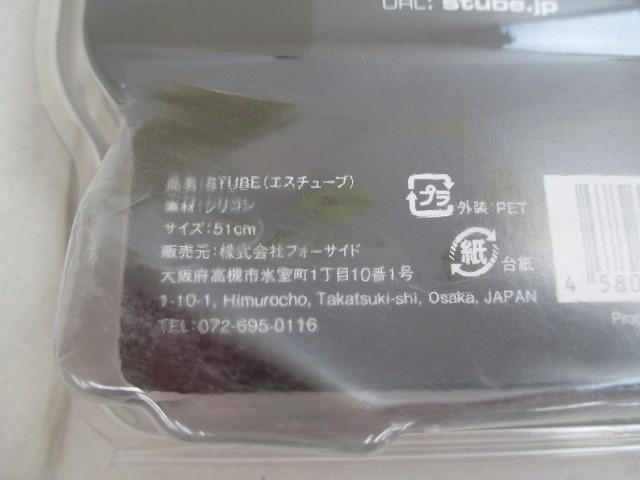 URL: stube.jp
品名:STUBE(エスチューブ)
素材:シリコン
サイズ:51cm
販売元:株式会社フォーサイド
大阪府高槻市氷室町1丁目10番1号
1-10-1, Himurocho, Takatsuki-shi, Osaka, JAPAN
TEL:072-695-0116
プラ 外装:PET
紙 台紙
4 580